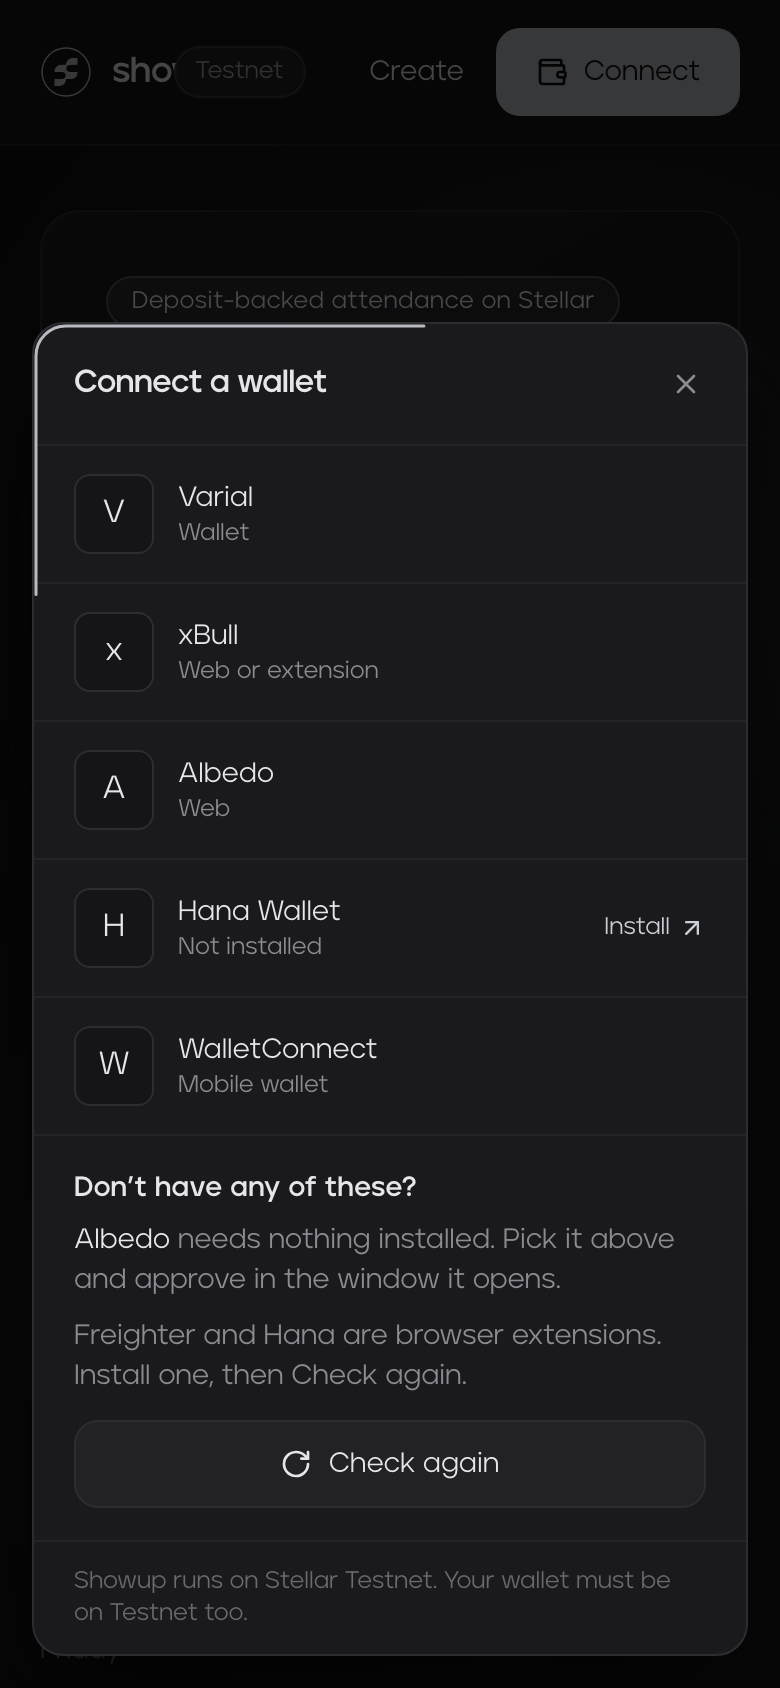 Testnet
Create
Connect
Deposit-backed attendance on Stellar
Connect a wallet
V
Varial
Wallet
x
xBull
Web or extension
A
Albedo
Web
H
Hana Wallet
Not installed
Install
W
WalletConnect
Mobile wallet
Don't have any of these?
Albedo needs nothing installed. Pick it above
and approve in the window it opens.
Freighter and Hana are browser extensions.
Install one, then Check again.
Check again
Showup runs on Stellar Testnet. Your wallet must be
on Testnet too.